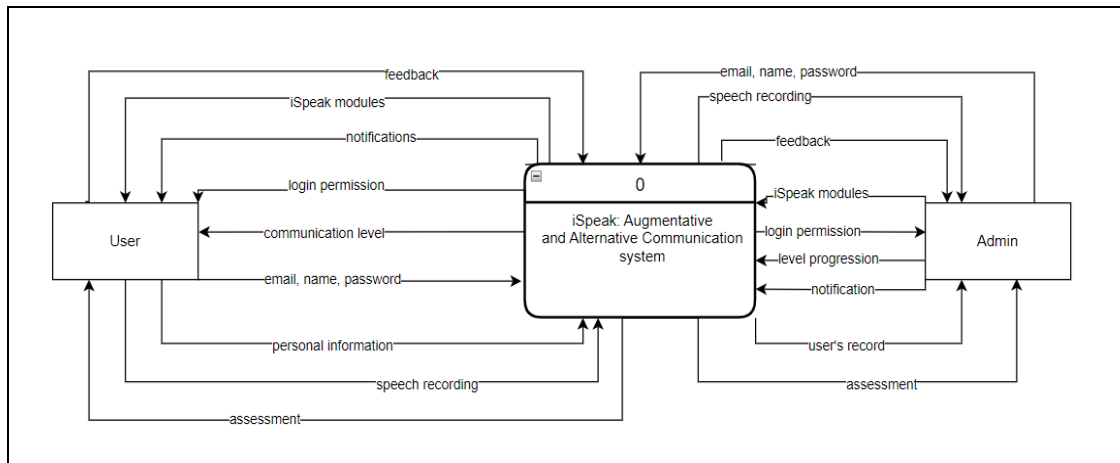 feedback
email, name, password
iSpeak modules
speech recording
notifications
feedback
login permission
0
iSpeak modules
User
communication level
iSpeak: Augmentative
and Alternative Communication
system
login permission
Admin
level progression
email, name, password
notification
personal information
user's record
speech recording
assessment
assessment